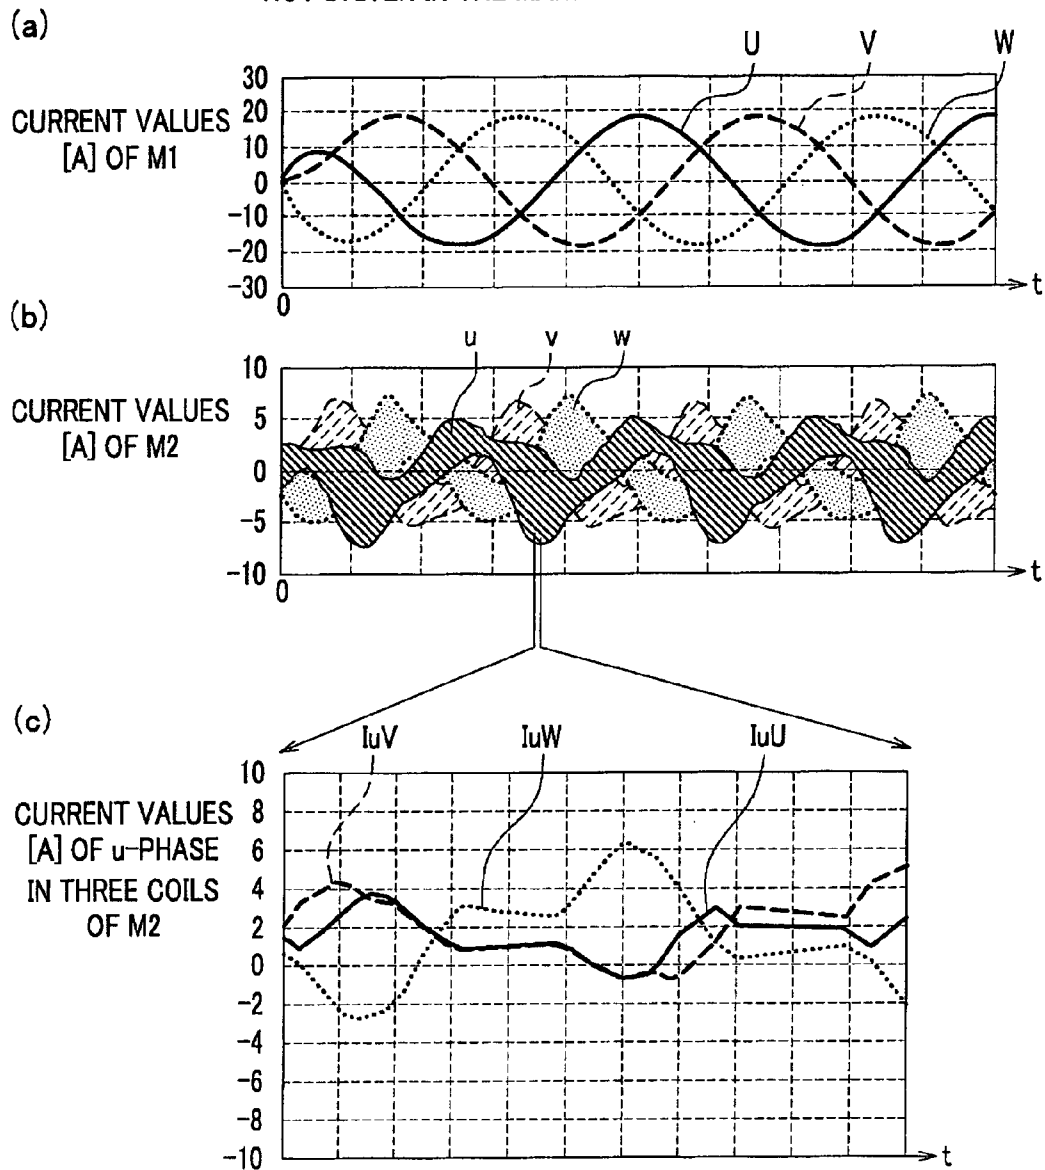 (a)
U
V
W
CURRENT VALUES
[A] OF M1
30
20
10
0
-10
-20
-30
0
t
(b)
u
v
w
CURRENT VALUES
[A] OF M2
10
5
0
-5
-10
0
t
(c)
IuV
IuW
IuU
CURRENT VALUES
[A] OF u-PHASE
IN THREE COILS
OF M2
10
8
6
4
2
0
-2
-4
-6
-8
-10
t